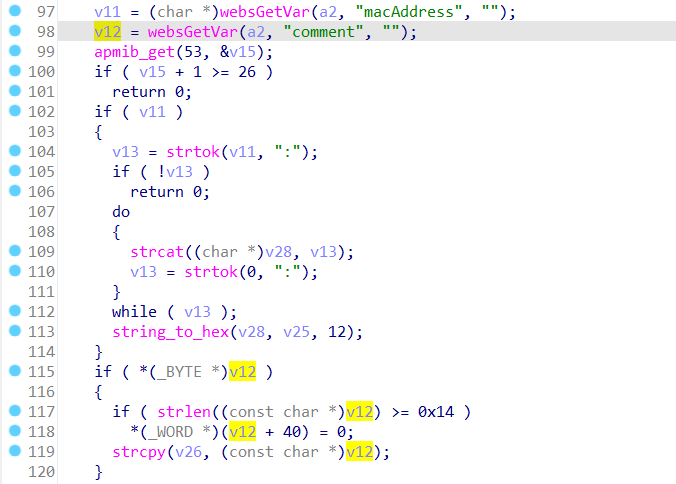 97 v11 = (char *)websGetVar(a2, "macAddress", "");
98 v12 = websGetVar(a2, "comment", "");
99 apmib_get(53, &v15);
100 if ( v15 + 1 >= 26 )
101 return 0;
102 if ( v11 )
103 {
104 v13 = strtok(v11, ":");
105 if ( !v13 )
106 return 0;
107 do
108 {
109 strcat((char *)v28, v13);
110 v13 = strtok(0, ":");
111 }
112 while ( v13 );
113 string_to_hex(v28, v25, 12);
114 }
115 if ( *(_BYTE *)v12 )
116 {
117 if ( strlen((const char *)v12) >= 0x14 )
118 *(_WORD *)(v12 + 40) = 0;
119 strcpy(v26, (const char *)v12);
120 }